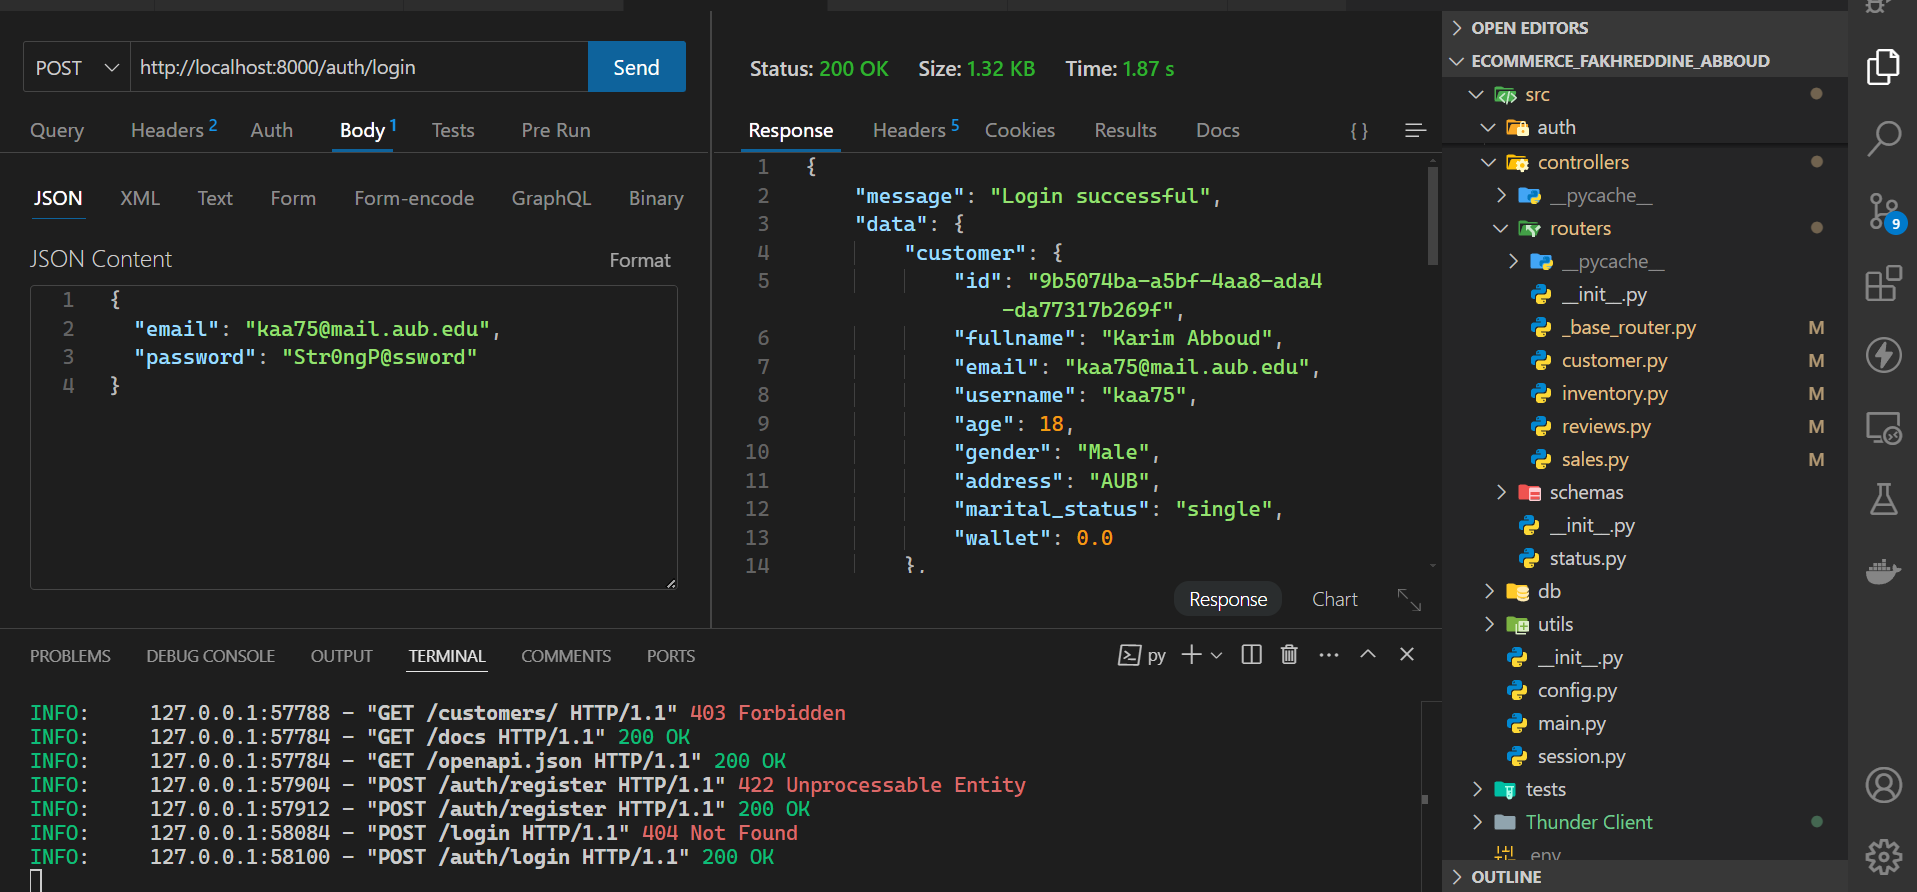 POST http://localhost:8000/auth/login Send
Query Headers 2 Auth Body 1 Tests Pre Run
JSON XML Text Form Form-encode GraphQL Binary
JSON Content Format
1 {
2 "email": "kaa75@mail.aub.edu",
3 "password": "Str0ngP@ssword"
4 }
Status: 200 OK Size: 1.32 KB Time: 1.87 s
Response Headers 5 Cookies Results Docs { }
1 {
2 "message": "Login successful",
3 "data": {
4 "customer": {
5 "id": "9b5074ba-a5bf-4aa8-ada4
-da77317b269f",
6 "fullname": "Karim Abboud",
7 "email": "kaa75@mail.aub.edu",
8 "username": "kaa75",
9 "age": 18,
10 "gender": "Male",
11 "address": "AUB",
12 "marital_status": "single",
13 "wallet": 0.0
14 },
Response Chart
PROBLEMS DEBUG CONSOLE OUTPUT TERMINAL COMMENTS PORTS py
INFO: 127.0.0.1:57788 - "GET /customers/ HTTP/1.1" 403 Forbidden
INFO: 127.0.0.1:57784 - "GET /docs HTTP/1.1" 200 OK
INFO: 127.0.0.1:57784 - "GET /openapi.json HTTP/1.1" 200 OK
INFO: 127.0.0.1:57904 - "POST /auth/register HTTP/1.1" 422 Unprocessable Entity
INFO: 127.0.0.1:57912 - "POST /auth/register HTTP/1.1" 200 OK
INFO: 127.0.0.1:58084 - "POST /login HTTP/1.1" 404 Not Found
INFO: 127.0.0.1:58100 - "POST /auth/login HTTP/1.1" 200 OK
OPEN EDITORS
ECOMMERCE_FAKHREDDINE_ABBOUD
src
auth
controllers
__pycache__
routers
__pycache__
__init__.py
_base_router.py M
customer.py M
inventory.py M
reviews.py M
sales.py M
schemas
__init__.py
status.py
db
utils
__init__.py
config.py
main.py
session.py
tests
Thunder Client
.env
OUTLINE
9